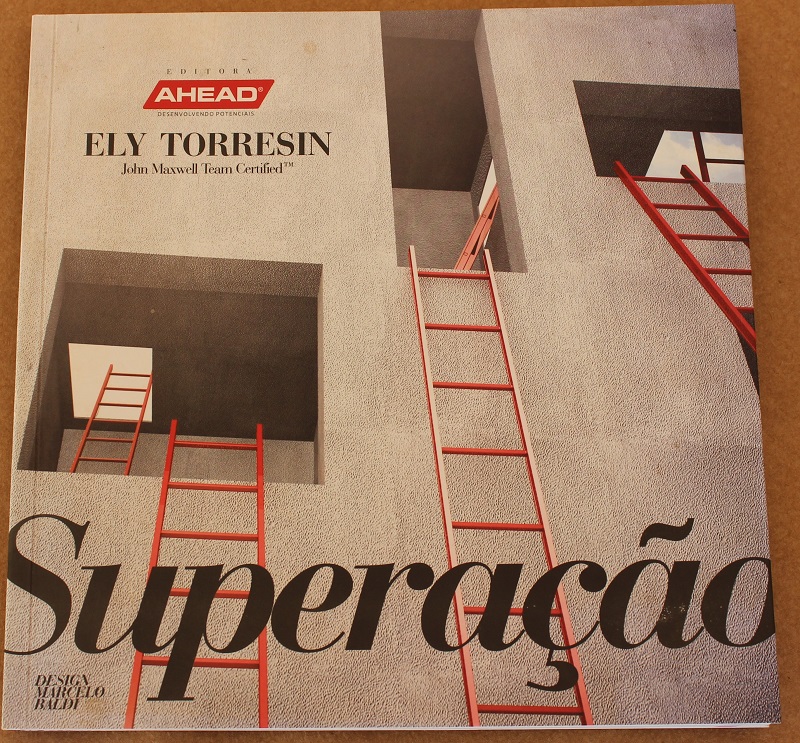 EDITORA
AHEAD®
DESENVOLVENDO POTENCIAIS
ELY TORRESIN
John Maxwell Team Certified™
Superação
DESIGN
MARCELO
BALDI